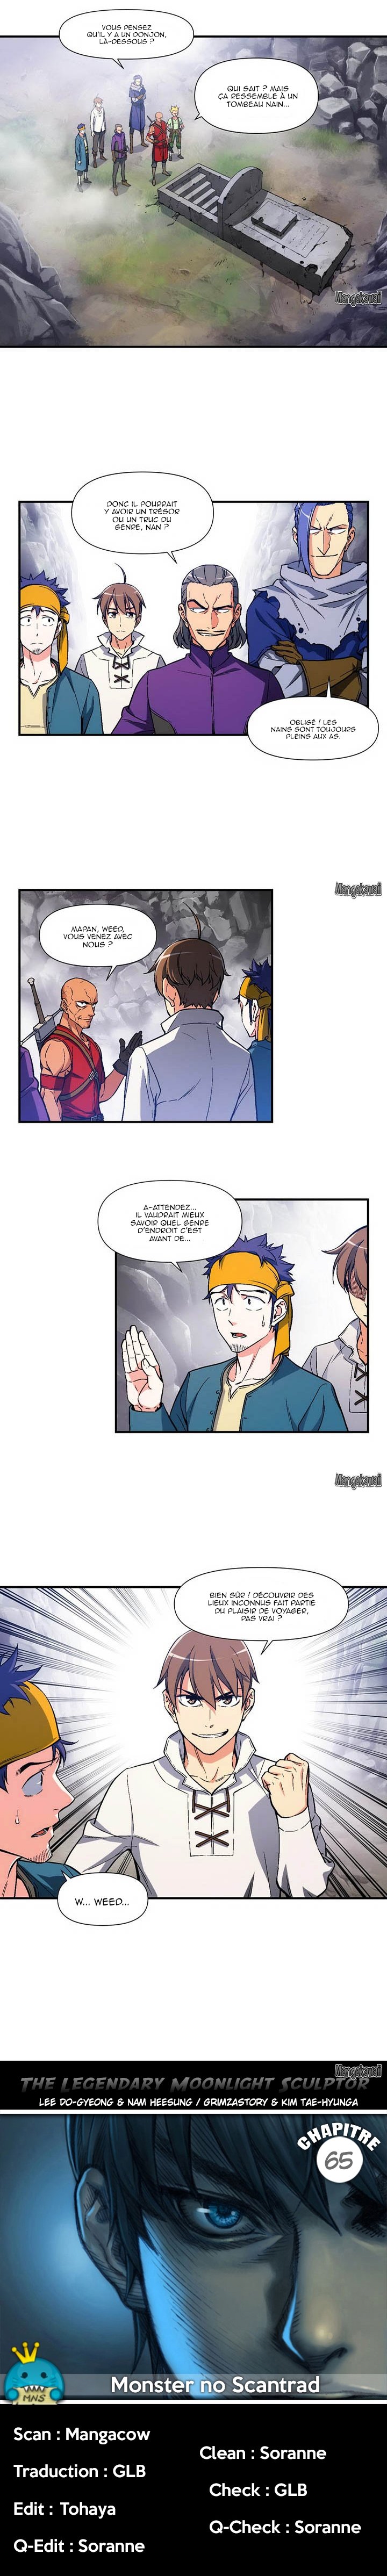 VOUS PENSEZ
QU'IL Y A UN DONJON,
LÀ-DESSOUS ?
QUI SAIT ? MAIS
ÇA RESSEMBLE À UN
TOMBEAU NAIN...
Mangakawaii
DONC IL POURRAIT
Y AVOIR UN TRÉSOR
OU UN TRUC DU
GENRE, NAN ?
OBLIGÉ ! LES
NAINS SONT TOUJOURS
PLEINS AUX AS.
Mangakawaii
MAPAN, WEED,
VOUS VENEZ AVEC
NOUS ?
A-ATTENDEZ...
IL VAUDRAIT MIEUX
SAVOIR QUEL GENRE
D'ENDROIT C'EST
AVANT DE...
Mangakawaii
BIEN SÛR ! DÉCOUVRIR DES
LIEUX INCONNUS FAIT PARTIE
DU PLAISIR DE VOYAGER,
PAS VRAI ?
W... WEED...
Mangakawaii
THE LEGENDARY MOONLIGHT SCULPTOR
LEE DO-GYEONG & NAM HEESUNG / GRIMZASTORY & KIM TAE-HYUNGA
CHAPITRE
65
MNS
Monster no Scantrad
Scan : Mangacow
Traduction : GLB
Edit : Tohaya
Q-Edit : Soranne
Clean : Soranne
Check : GLB
Q-Check : Soranne